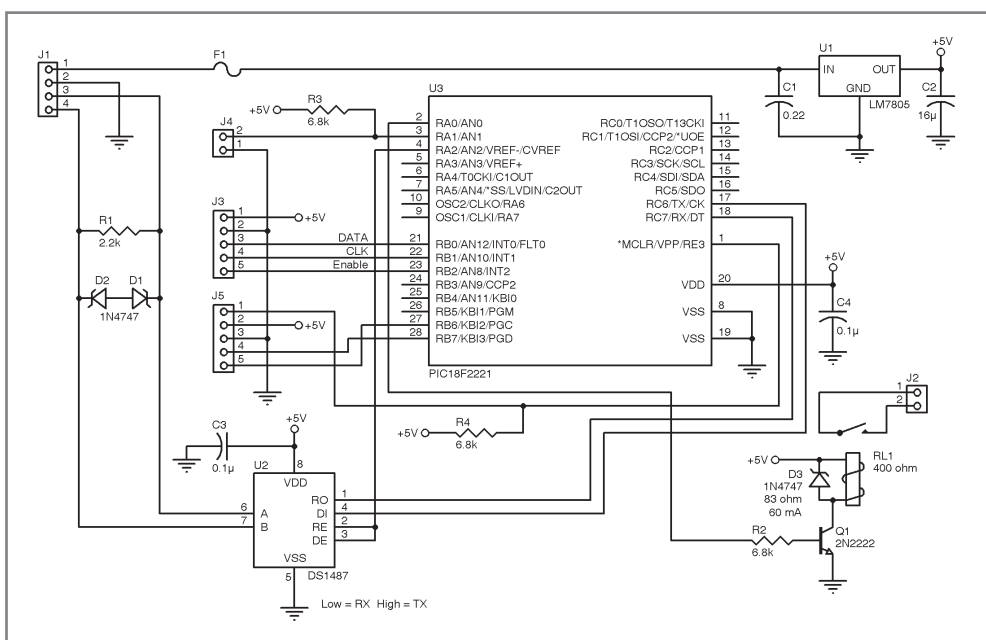 J1
1
2
3
4
F1
U1
IN
OUT
GND
LM7805
+5V
C1
0.22
C2
16µ
U3
+5V
R3
6.8k
J4
2
1
2 RA0/AN0
3 RA1/AN1
4 RA2/AN2/VREF-/CVREF
5 RA3/AN3/VREF+
6 RA4/T0CKI/C1OUT
7 RA5/AN4/*SS/LVDIN/C2OUT
10 OSC2/CLKO/RA6
9 OSC1/CLKI/RA7
21 RB0/AN12/INT0/FLT0
22 RB1/AN10/INT1
23 RB2/AN8/INT2
24 RB3/AN9/CCP2
25 RB4/AN11/KBI0
26 RB5/KBI1/PGM
27 RB6/KBI2/PGC
28 RB7/KBI3/PGD
RC0/T1OSO/T13CKI 11
RC1/T1OSI/CCP2/*UOE 12
RC2/CCP1 13
RC3/SCK/SCL 14
RC4/SDI/SDA 15
RC5/SDO 16
RC6/TX/CK 17
RC7/RX/DT 18
*MCLR/VPP/RE3 1
VDD 20
VSS 8
VSS 19
PIC18F2221
J3
1
2
3
4
5
+5V
DATA
CLK
Enable
R1
2.2k
D2 D1
1N4747
J5
1
2
3
4
5
+5V
+5V
C4
0.1µ
+5V
R4
6.8k
J2
1
2
RL1
400 ohm
+5V
D3
1N4747
83 ohm
60 mA
R2
6.8k
Q1
2N2222
C3
0.1µ
+5V
U2
8
VDD
6 A
7 B
RO 1
DI 4
RE 2
DE 3
VSS
5
DS1487
Low = RX High = TX